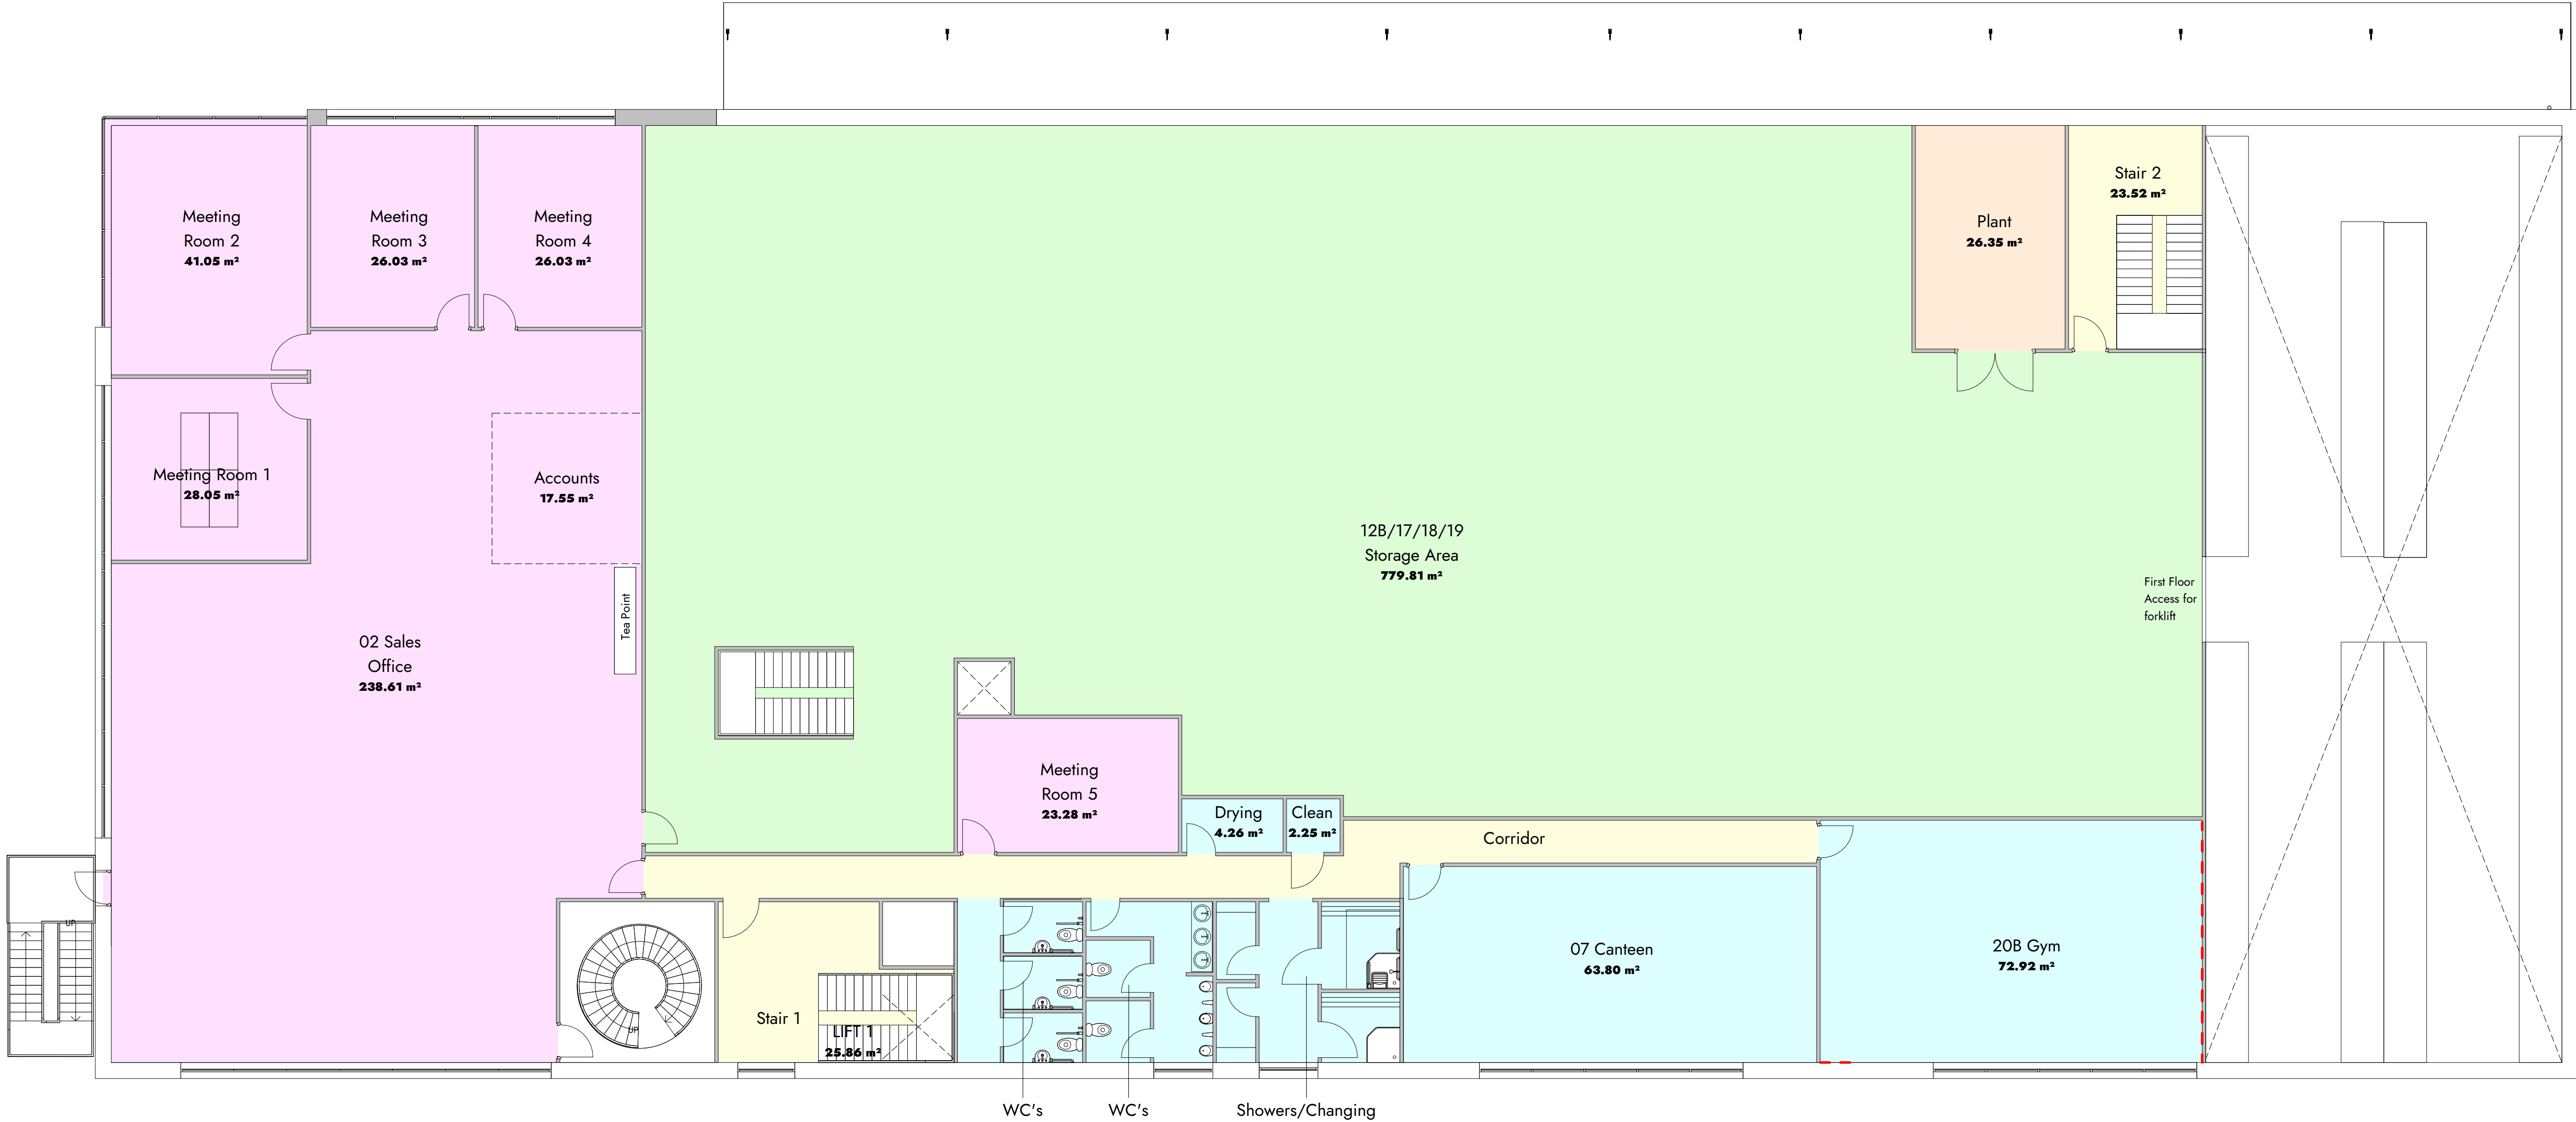 Meeting
Room 2
41.05 m²
Meeting
Room 3
26.03 m²
Meeting
Room 4
26.03 m²
Plant
26.35 m²
Stair 2
23.52 m²
Meeting Room 1
28.05 m²
Accounts
17.55 m²
12B/17/18/19
Storage Area
779.81 m²
First Floor
Access for
forklift
Tea Point
02 Sales
Office
238.61 m²
Meeting
Room 5
23.28 m²
Drying
4.26 m²
Clean
2.25 m²
Corridor
UP
07 Canteen
63.80 m²
20B Gym
72.92 m²
Stair 1
UP
LIFT 1
25.86 m²
WC's
WC's
Showers/Changing